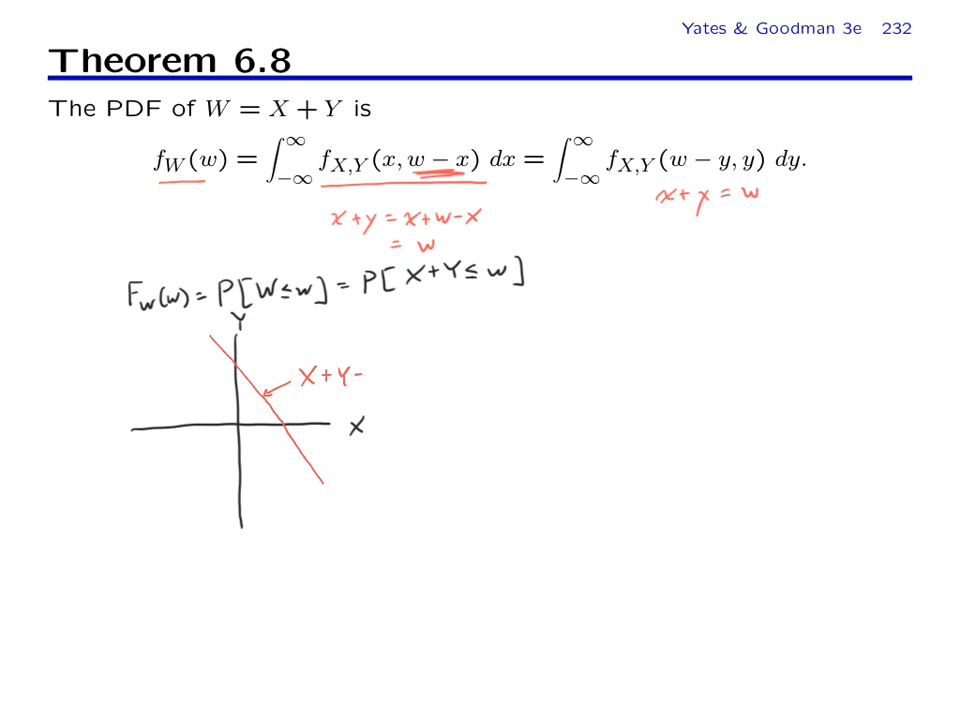 Yates & Goodman 3e 232
Theorem 6.8
The PDF of W = X + Y is
f_W(w) = ∫_{−∞}^{∞} f_{X,Y}(x, w − x) dx = ∫_{−∞}^{∞} f_{X,Y}(w − y, y) dy.
x + y = x + w - x
= w
x + y = w
F_W(w) = P[W ≤ w] = P[X + Y ≤ w]
Y
X + Y -
X